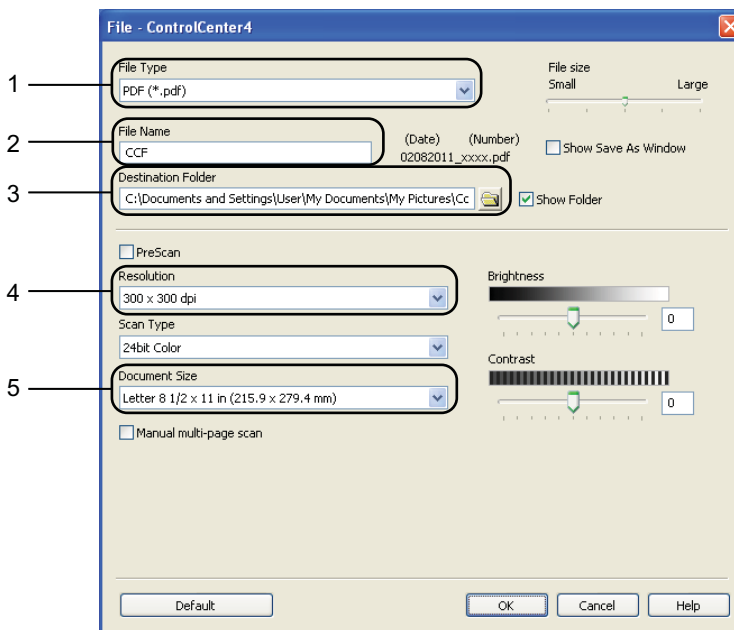 File - ControlCenter4
File Type
File size
1
PDF (*.pdf)
Small
Large
File Name
2
CCF
(Date)
(Number)
02082011_xxxx.pdf
Show Save As Window
Destination Folder
3
C:\Documents and Settings\User\My Documents\My Pictures\Cc
Show Folder
PreScan
Resolution
Brightness
4
300 x 300 dpi
0
Scan Type
24bit Color
Contrast
Document Size
5
Letter 8 1/2 x 11 in (215.9 x 279.4 mm)
0
Manual multi-page scan
Default
OK
Cancel
Help